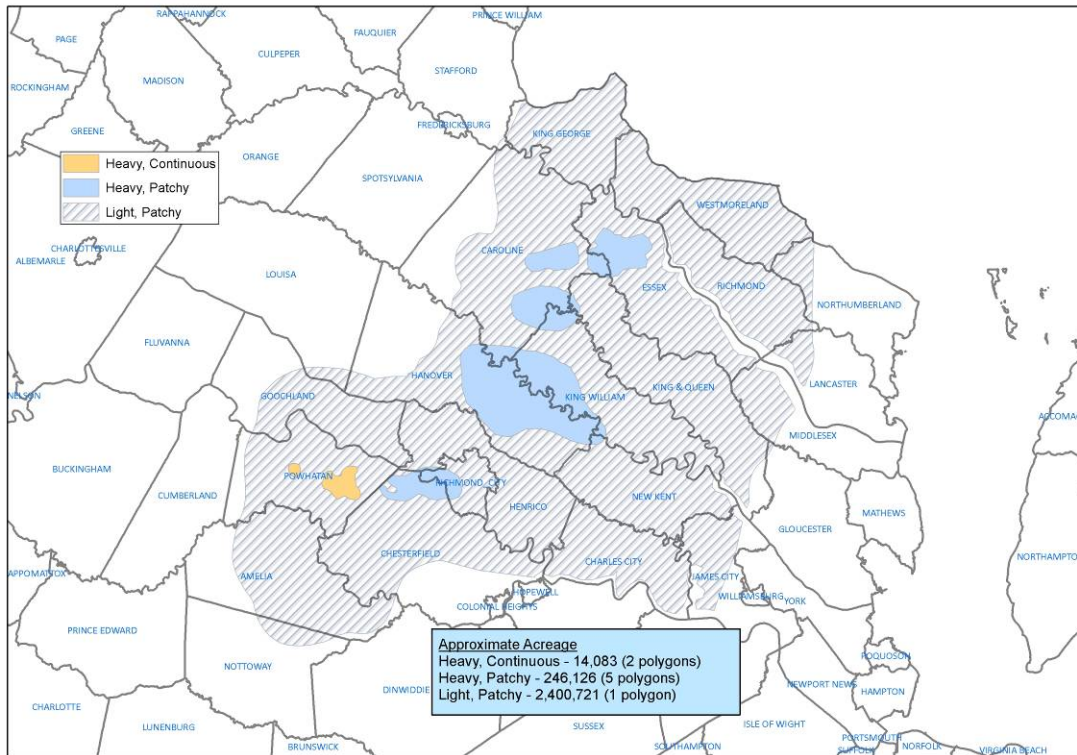 RAPPAHANNOCK
PRINCE WILLIAM
PAGE
FAUQUIER
CULPEPER
STAFFORD
MADISON
ROCKINGHAM
FREDERICKSBURG
GREENE
KING GEORGE
ORANGE
Heavy, Continuous
Heavy, Patchy
Light, Patchy
SPOTSYLVANIA
WESTMORELAND
CHARLOTTESVILLE
ALBEMARLE
CAROLINE
LOUISA
ESSEX
RICHMOND
NORTHUMBERLAND
FLUVANNA
HANOVER
KING & QUEEN
LANCASTER
NELSON
GOOCHLAND
KING WILLIAM
ACCOMAC
MIDDLESEX
BUCKINGHAM
POWHATAN
CUMBERLAND
RICHMOND CITY
NEW KENT
HENRICO
MATHEWS
GLOUCESTER
CHESTERFIELD
CHARLES CITY
NORTHAMPT
APPOMATTOX
AMELIA
JAMES CITY
HOPEWELL
WILLIAMSBURG
YORK
COLONIAL HEIGHTS
PRINCE EDWARD
Approximate Acreage
Heavy, Continuous - 14,083 (2 polygons)
Heavy, Patchy - 246,126 (5 polygons)
Light, Patchy - 2,400,721 (1 polygon)
NOTTOWAY
POQUOSON
DINWIDDIE
NEWPORT NEWS
HAMPTON
CHARLOTTE
LUNENBURG
SUSSEX
ISLE OF WIGHT
PORTSMOUTH
BRUNSWICK
SOUTHAMPTON
SUFFOLK
NORFOLK
VIRGINIA BEACH